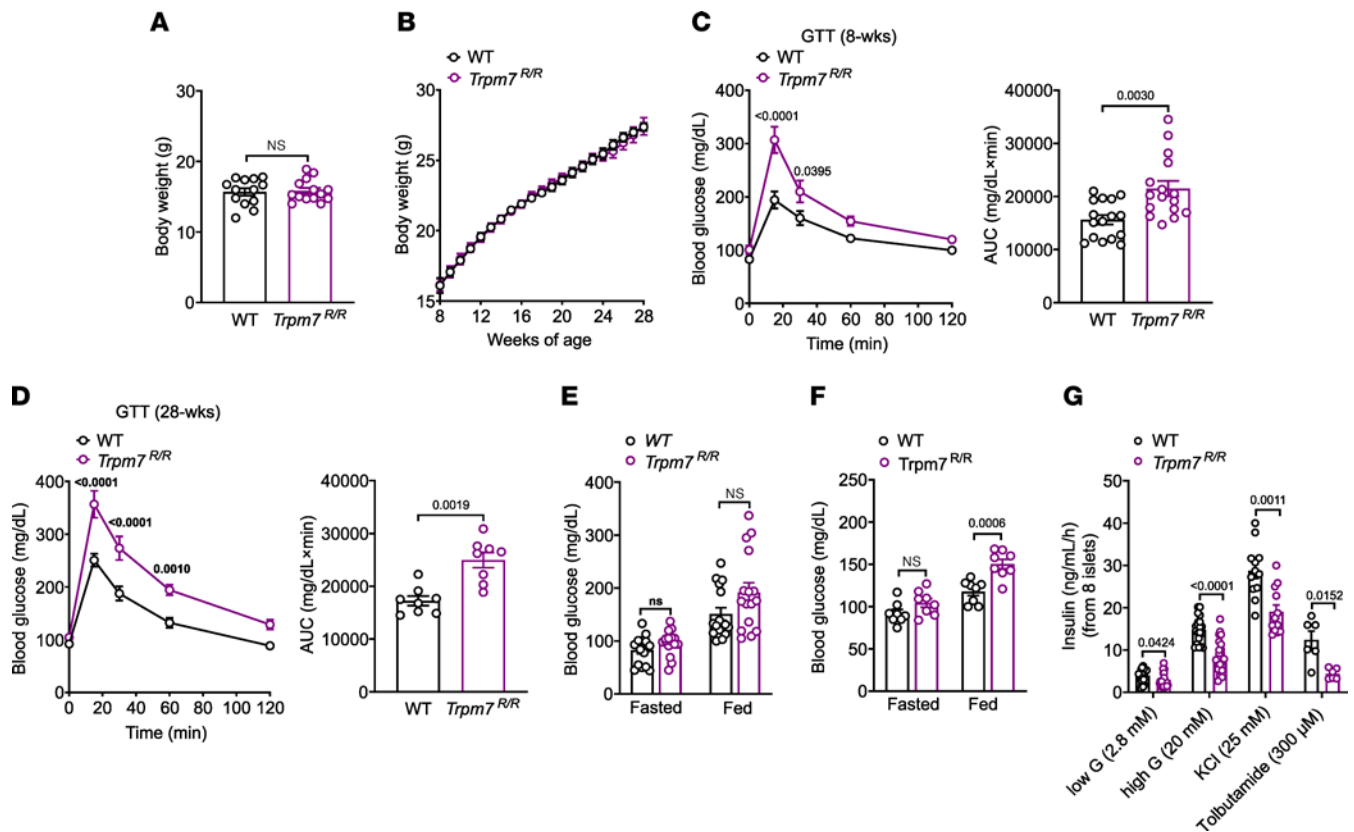 A
Body weight (g)
30
20
10
0
NS
WT
Trpm7 R/R
B
WT
Trpm7 R/R
Body weight (g)
30
25
20
15
8
12
16
20
24
28
Weeks of age
C
GTT (8-wks)
WT
Trpm7 R/R
Blood glucose (mg/dL)
400
300
200
100
0
<0.0001
0.0395
0
20
40
60
80
100
120
Time (min)
AUC (mg/dL×min)
40000
30000
20000
10000
0
0.0030
WT
Trpm7 R/R
D
GTT (28-wks)
WT
Trpm7 R/R
Blood glucose (mg/dL)
400
300
200
100
0
<0.0001
<0.0001
0.0010
0
20
40
60
80
100
120
Time (min)
AUC (mg/dL×min)
40000
30000
20000
10000
0
0.0019
WT
Trpm7 R/R
E
WT
Trpm7 R/R
Blood glucose (mg/dL)
400
300
200
100
0
ns
NS
Fasted
Fed
F
WT
Trpm7 R/R
Blood glucose (mg/dL)
250
200
150
100
50
0
NS
0.0006
Fasted
Fed
G
WT
Trpm7 R/R
Insulin (ng/mL/h)
(from 8 islets)
50
40
30
20
10
0
0.0424
<0.0001
0.0011
0.0152
low G (2.8 mM)
high G (20 mM)
KCl (25 mM)
Tolbutamide (300 µM)